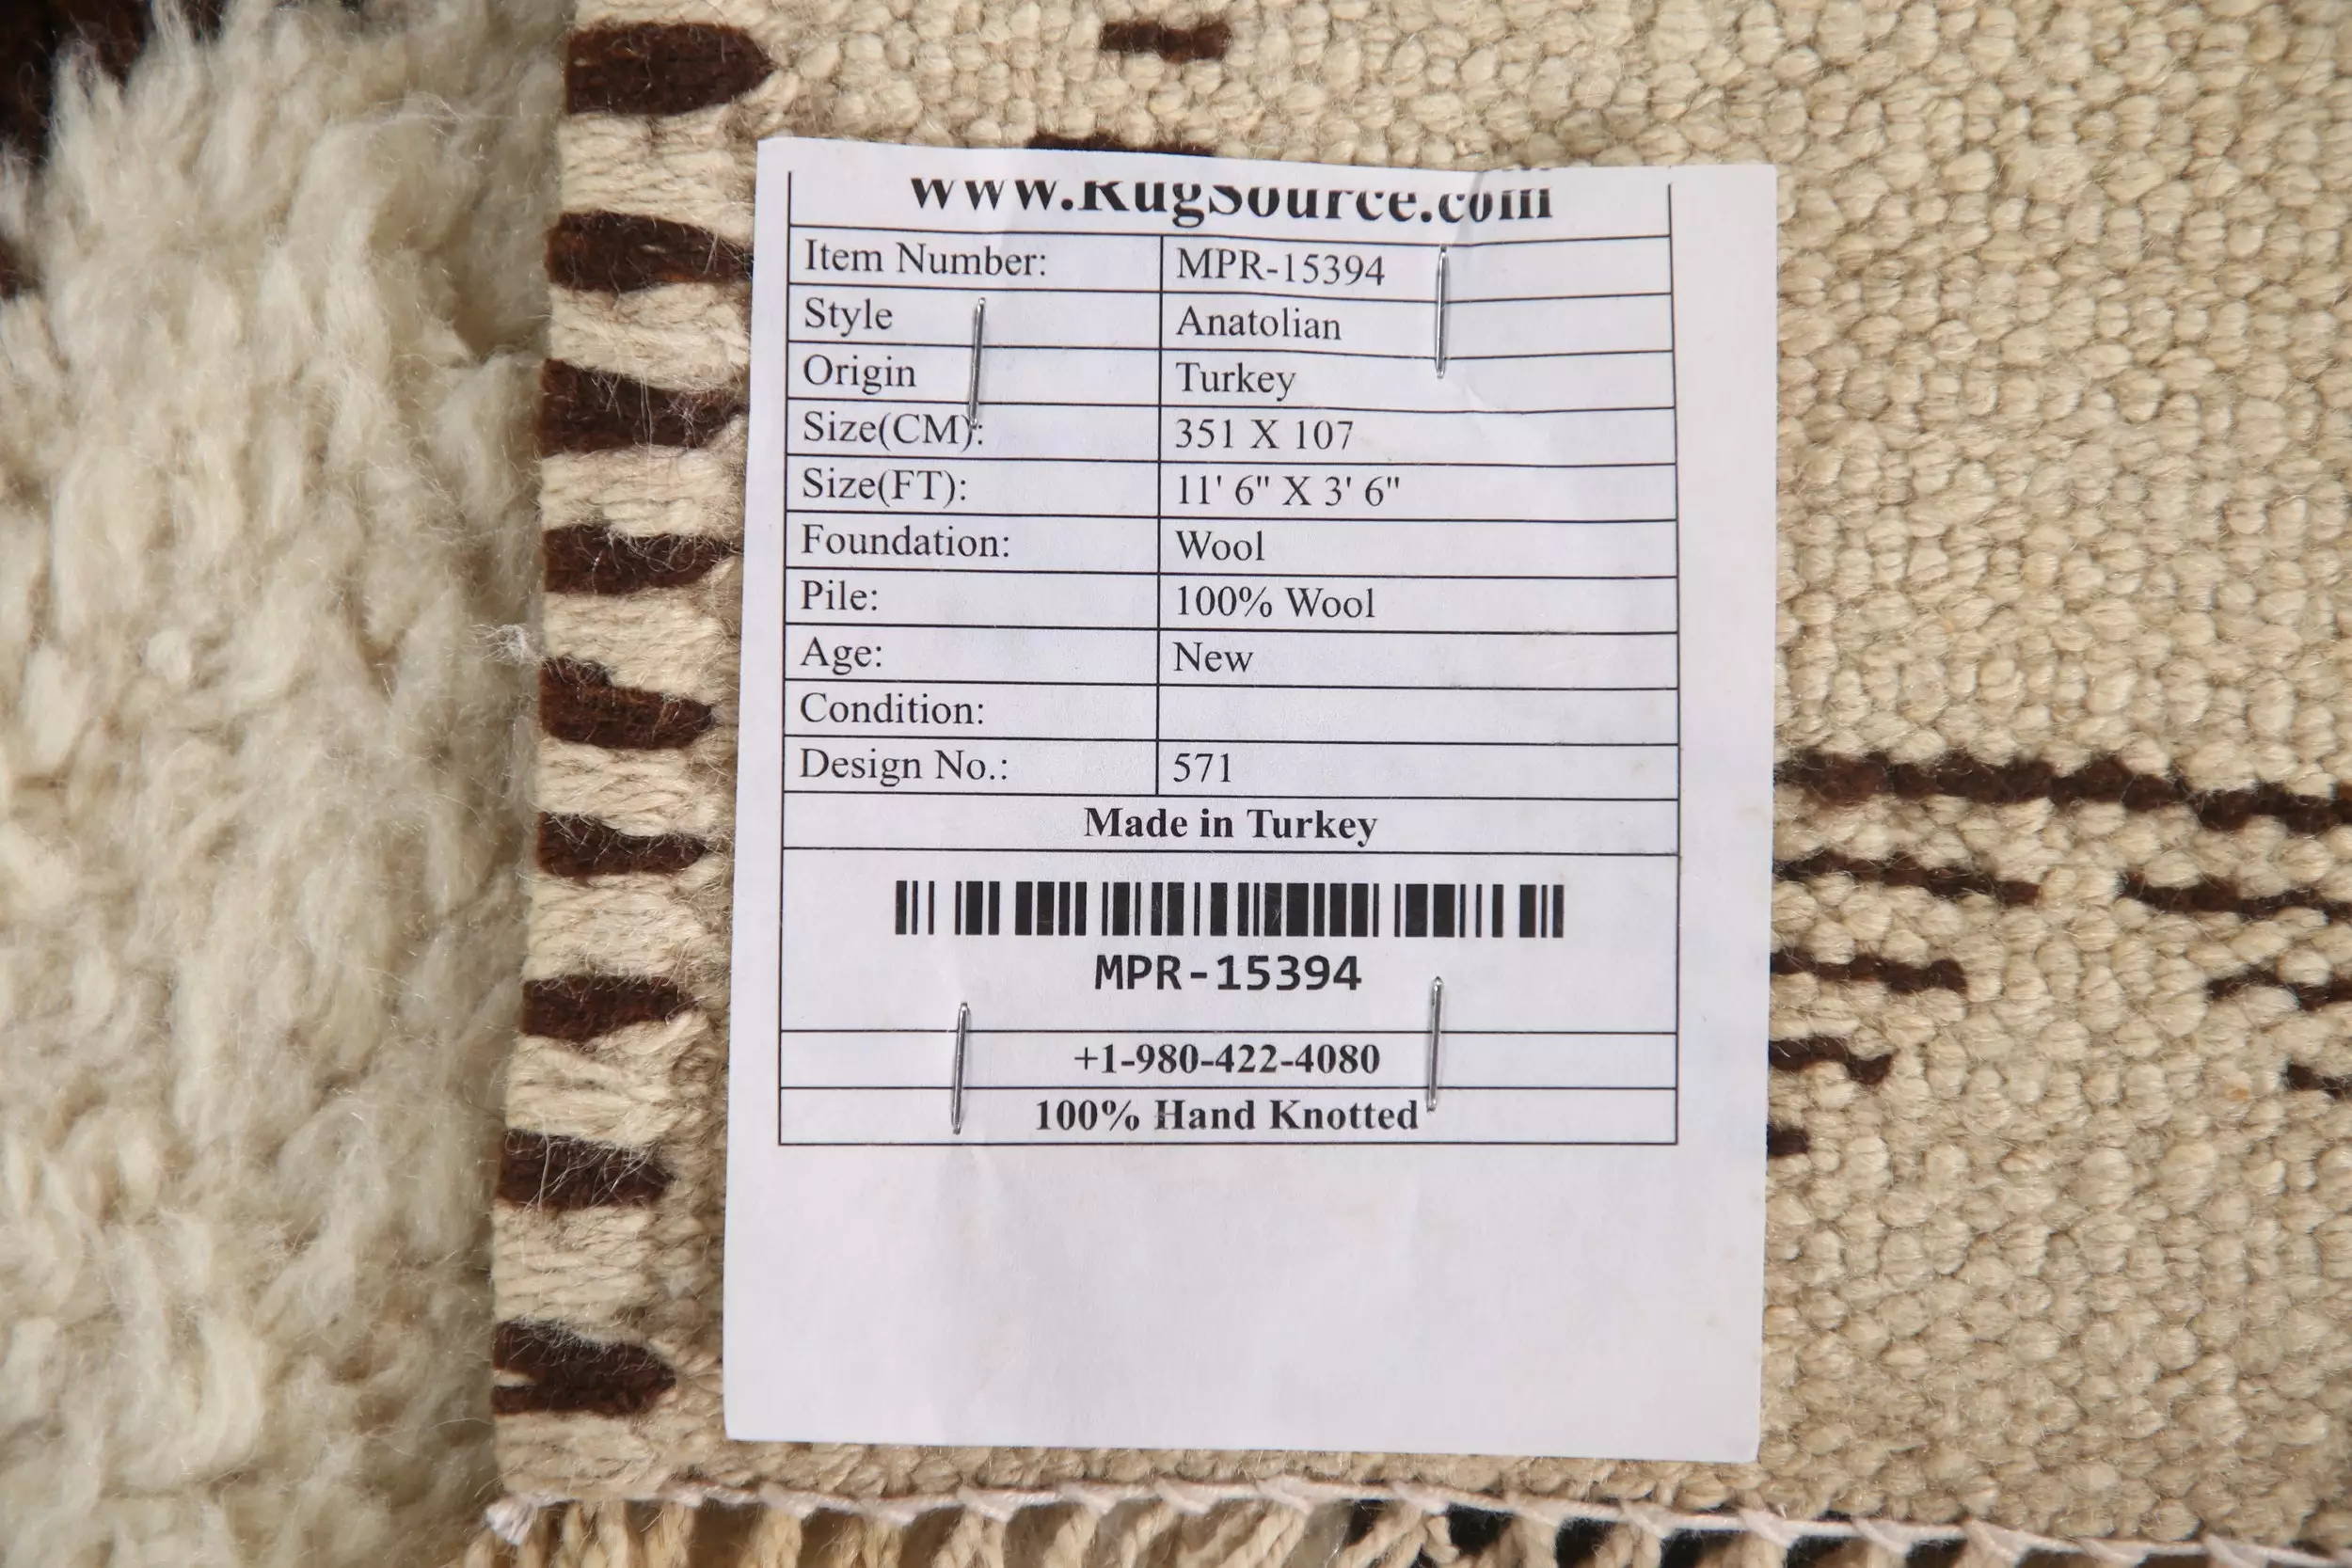 www.RugSource.com
Item Number: MPR-15394
Style Anatolian
Origin Turkey
Size(CM): 351 X 107
Size(FT): 11' 6" X 3' 6"
Foundation: Wool
Pile: 100% Wool
Age: New
Condition:
Design No.: 571
Made in Turkey
MPR-15394
+1-980-422-4080
100% Hand Knotted